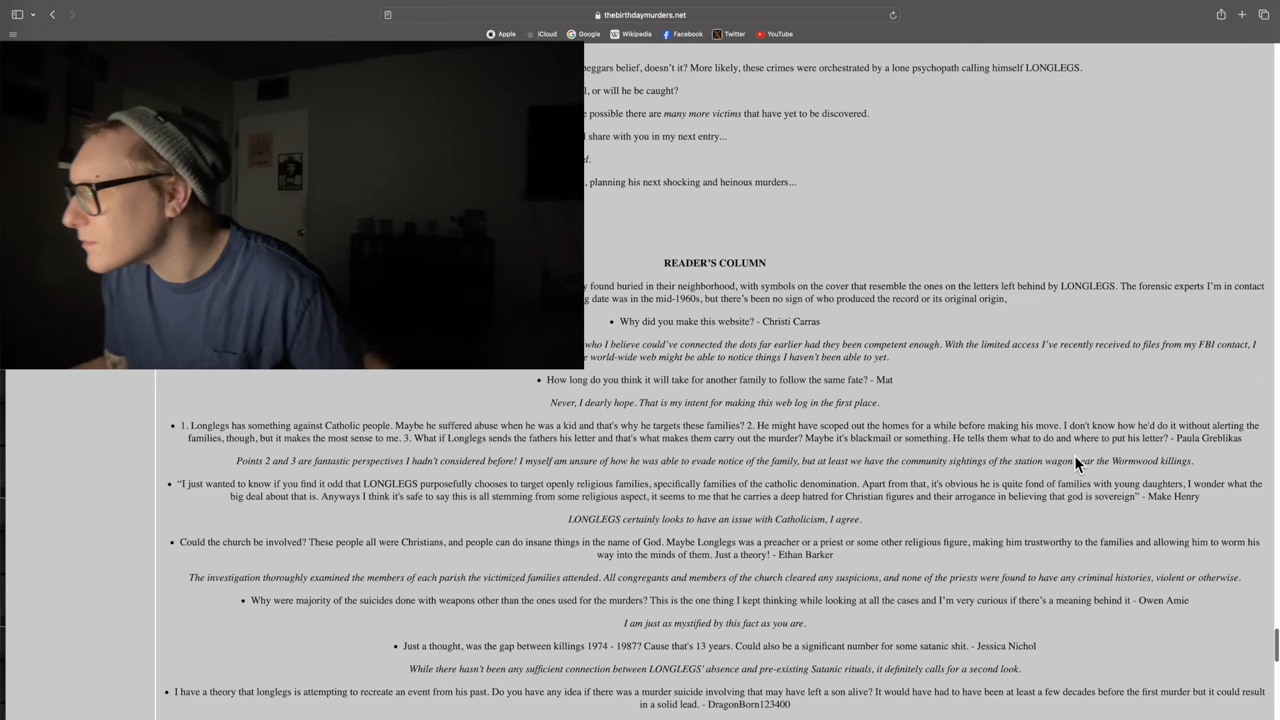 thebirthdaymurders.net
Apple iCloud Google Wikipedia Facebook Twitter YouTube
beggars belief, doesn't it? More likely, these crimes were orchestrated by a lone psychopath calling himself LONGLEGS.
, or will he be caught?
possible there are many more victims that have yet to be discovered.
share with you in my next entry...
, planning his next shocking and heinous murders...
READER'S COLUMN
found buried in their neighborhood, with symbols on the cover that resemble the ones on the letters left behind by LONGLEGS. The forensic experts I'm in contact
date was in the mid-1960s, but there's been no sign of who produced the record or its original origin,
• Why did you make this website? - Christi Carras
who I believe could've connected the dots far earlier had they been competent enough. With the limited access I've recently received to files from my FBI contact, I
world-wide web might be able to notice things I haven't been able to yet.
• How long do you think it will take for another family to follow the same fate? - Mat
Never, I dearly hope. That is my intent for making this web log in the first place.
• 1. Longlegs has something against Catholic people. Maybe he suffered abuse when he was a kid and that's why he targets these families? 2. He might have scoped out the homes for a while before making his move. I don't know how he'd do it without alerting the
families, though, but it makes the most sense to me. 3. What if Longlegs sends the fathers his letter and that's what makes them carry out the murder? Maybe it's blackmail or something. He tells them what to do and where to put his letter? - Paula Greblikas
Points 2 and 3 are fantastic perspectives I hadn't considered before! I myself am unsure of how he was able to evade notice of the family, but at least we have the community sightings of the station wagon near the Wormwood killings.
• "I just wanted to know if you find it odd that LONGLEGS purposefully chooses to target openly religious families, specifically families of the catholic denomination. Apart from that, it's obvious he is quite fond of families with young daughters, I wonder what the
big deal about that is. Anyways I think it's safe to say this is all stemming from some religious aspect, it seems to me that he carries a deep hatred for Christian figures and their arrogance in believing that god is sovereign" - Make Henry
LONGLEGS certainly looks to have an issue with Catholicism, I agree.
• Could the church be involved? These people all were Christians, and people can do insane things in the name of God. Maybe Longlegs was a preacher or a priest or some other religious figure, making him trustworthy to the families and allowing him to worm his
way into the minds of them. Just a theory! - Ethan Barker
The investigation thoroughly examined the members of each parish the victimized families attended. All congregants and members of the church cleared any suspicions, and none of the priests were found to have any criminal histories, violent or otherwise.
• Why were majority of the suicides done with weapons other than the ones used for the murders? This is the one thing I kept thinking while looking at all the cases and I'm very curious if there's a meaning behind it - Owen Amie
I am just as mystified by this fact as you are.
• Just a thought, was the gap between killings 1974 - 1987? Cause that's 13 years. Could also be a significant number for some satanic shit. - Jessica Nichol
While there hasn't been any sufficient connection between LONGLEGS' absence and pre-existing Satanic rituals, it definitely calls for a second look.
• I have a theory that longlegs is attempting to recreate an event from his past. Do you have any idea if there was a murder suicide involving that may have left a son alive? It would have had to have been at least a few decades before the first murder but it could result
in a solid lead. - DragonBorn123400